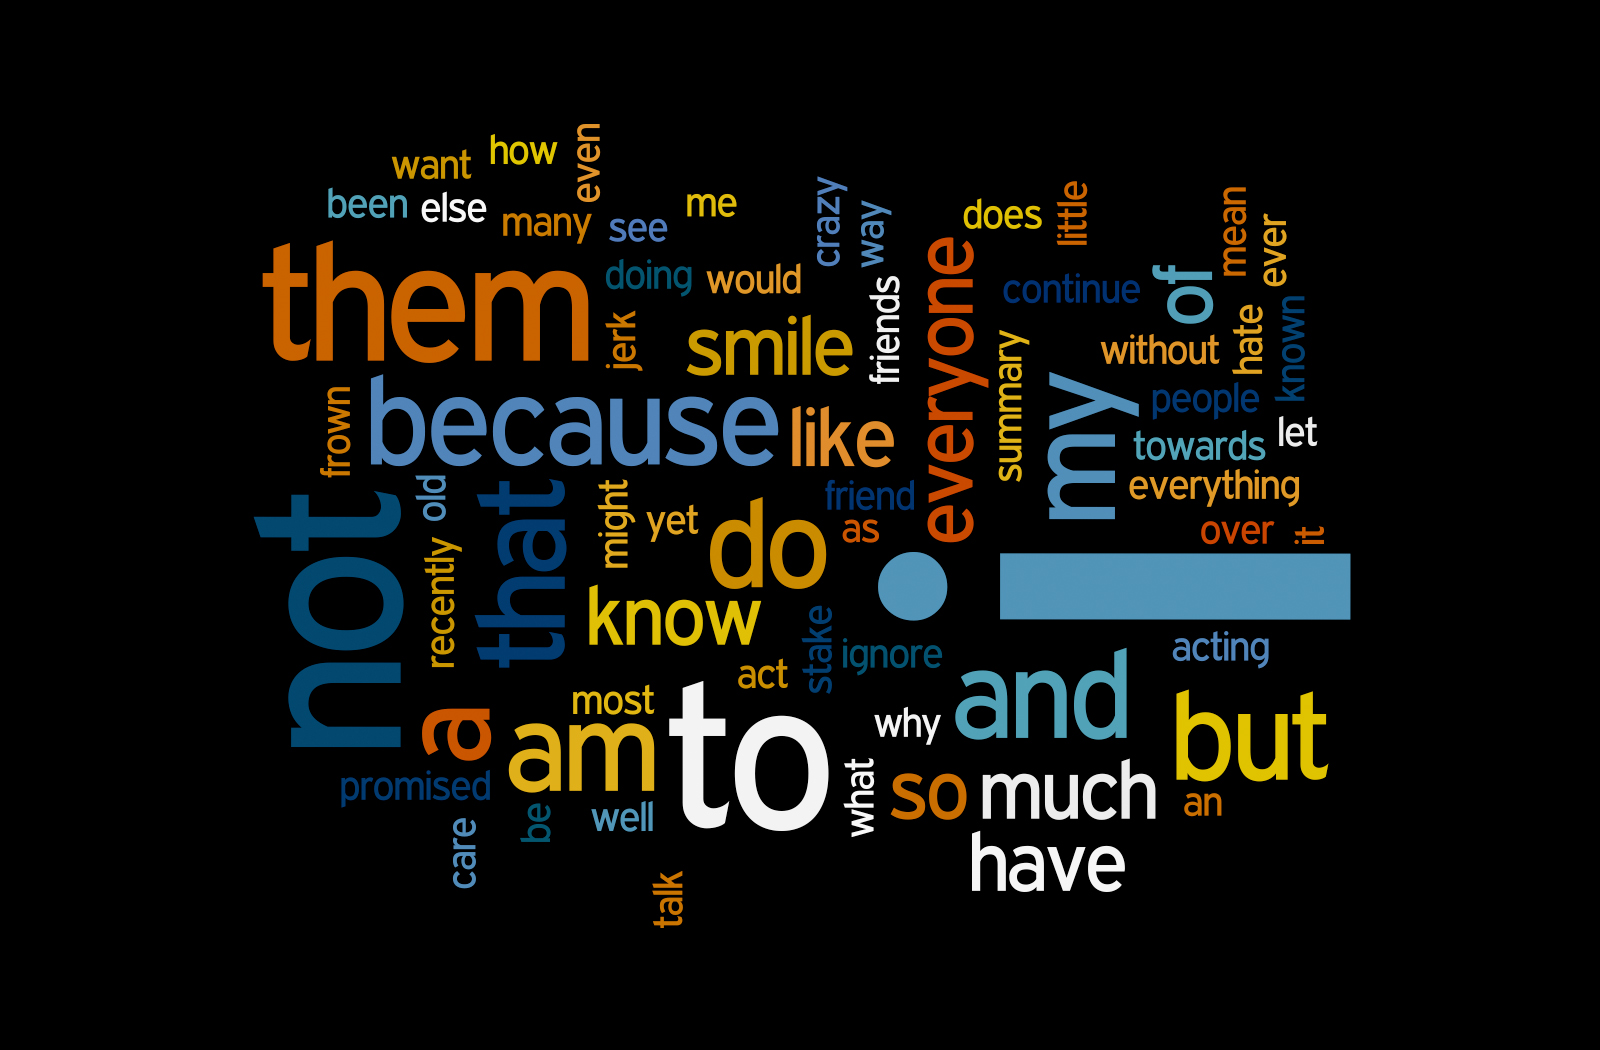 want
how
even
been
else
many
see
me
crazy
way
does
little
mean
ever
them
doing
would
jerk
smile
friends
everyone
continue
of
summary
without
hate
known
my
people
towards
let
everything
over
it
frown
because
like
not
old
that
recently
might
yet
do
friend
as
i
know
stake
ignore
acting
act
a
most
am
to
why
and
but
promised
be
well
what
so
much
an
care
have
talk